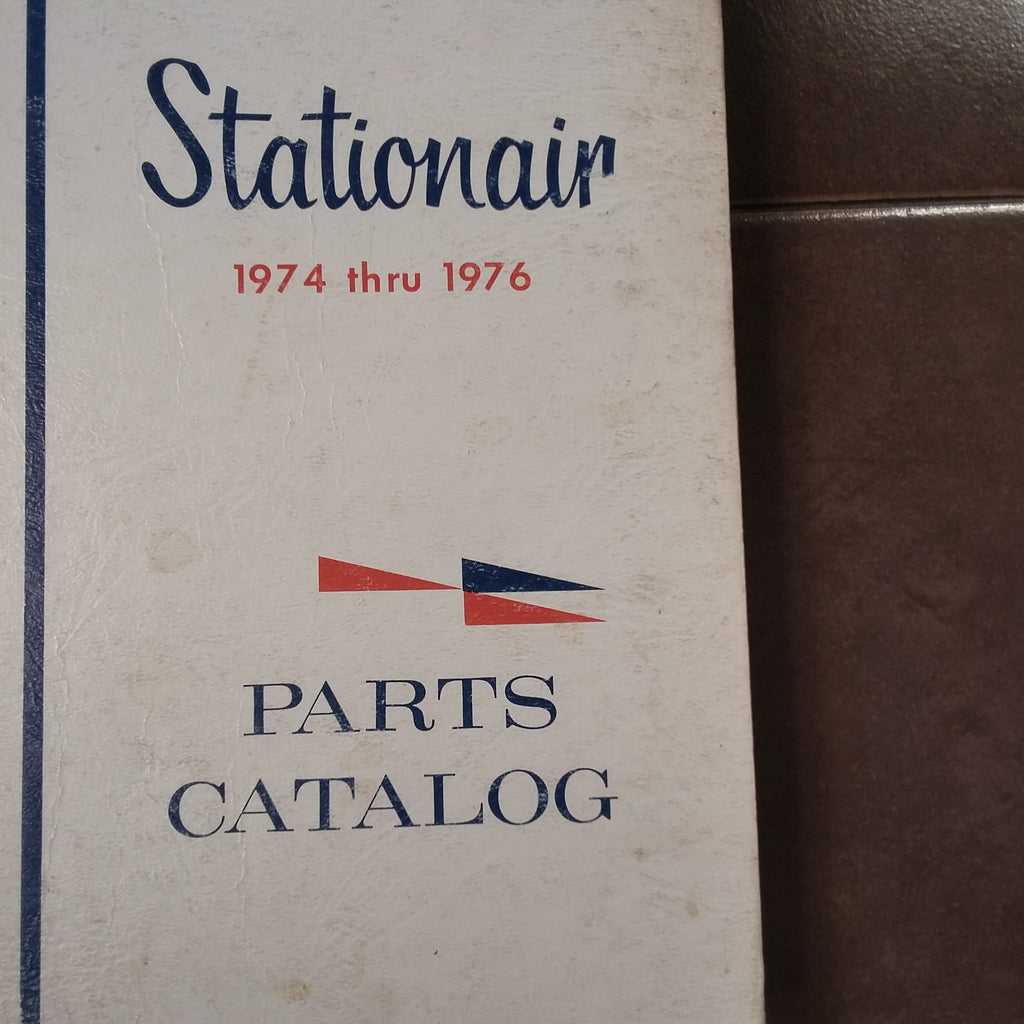 Stationair
1974 thru 1976
PARTS
CATALOG